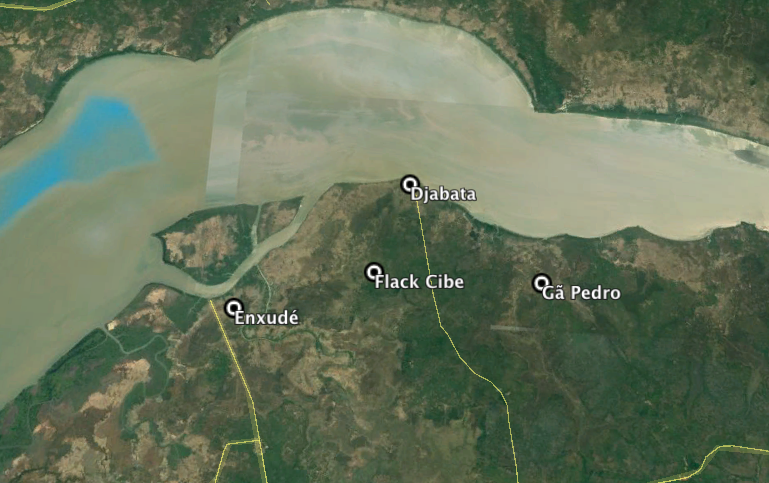 Djabata
Flack Cibe
Gã Pedro
Enxudé